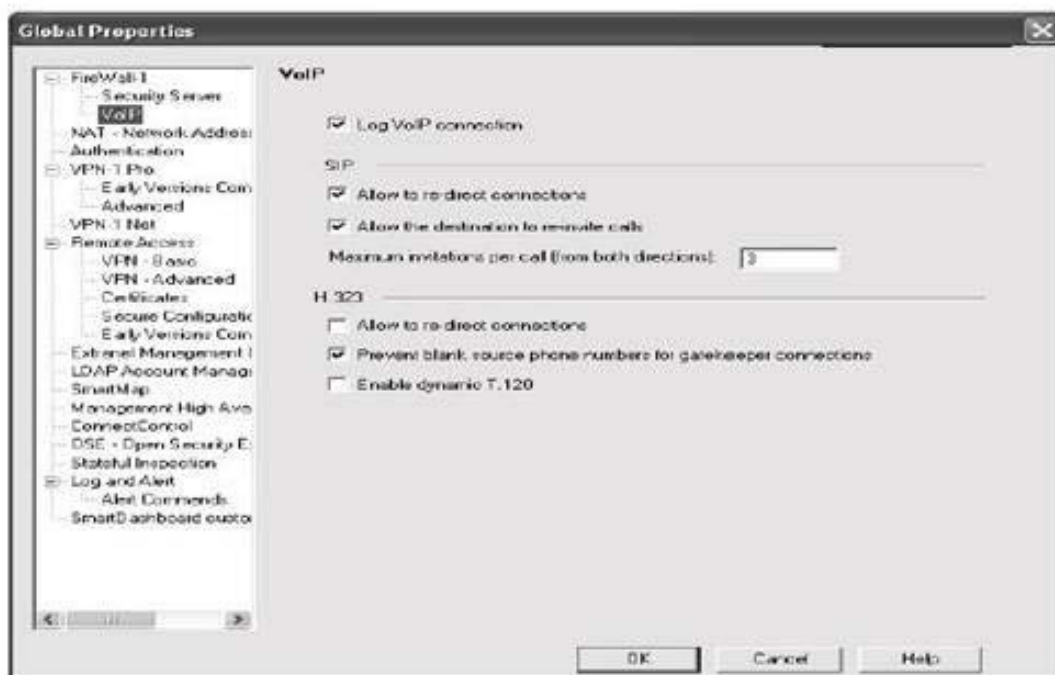 Global Properties
FireWall-1
Security Server
VoIP
NAT - Network Address
Authentication
VPN-1 Pro
Early Versions Com
Advanced
VPN-1 Net
Remote Access
VPN - Basic
VPN - Advanced
Certificates
Secure Configuratio
Early Versions Com
Extranet Management I
LDAP Account Manag
SmartMap
Management High Ava
ConnectControl
OSE - Open Security E
Stateful Inspection
Log and Alert
Alert Commands
SmartDashboard custo
VoIP
Log VoIP connection
SIP
Allow to re-direct connections
Allow the destination to re-invite calls
Maximum invitations per call (from both directions): 3
H.323
Allow to re-direct connections
Prevent blank source phone numbers for gatekeeper connections
Enable dynamic T.120
OK Cancel Help